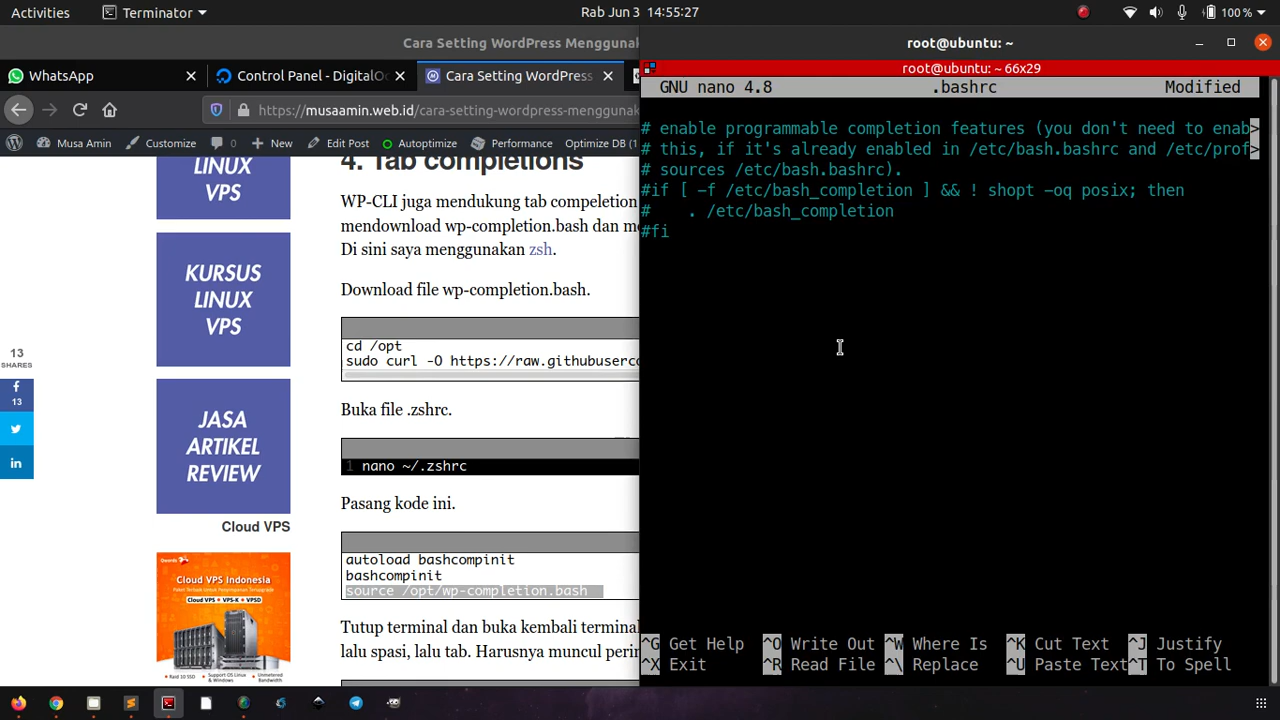 Activities
Terminator
Rab Jun 3 14:55:27
100 %
Cara Setting WordPress Menggunak
root@ubuntu: ~
WhatsApp
Control Panel - DigitalOc
Cara Setting WordPress
root@ubuntu: ~ 66x29
https://musaamin.web.id/cara-setting-wordpress-menggunak
Musa Amin
Customize
0
New
Edit Post
Autoptimize
Performance
Optimize DB (1
GNU nano 4.8 .bashrc Modified
# enable programmable completion features (you don't need to enab>
# this, if it's already enabled in /etc/bash.bashrc and /etc/prof>
# sources /etc/bash.bashrc).
#if [ -f /etc/bash_completion ] && ! shopt -oq posix; then
#    . /etc/bash_completion
#fi
^G Get Help ^O Write Out ^W Where Is ^K Cut Text ^J Justify
^X Exit ^R Read File ^\ Replace ^U Paste Text ^T To Spell
13
SHARES
13
LINUX
VPS
KURSUS
LINUX
VPS
JASA
ARTIKEL
REVIEW
Cloud VPS
Cloud VPS Indonesia
Cloud VPS • VPS-K • VPSD
4. Tab completions
WP-CLI juga mendukung tab compeletion
mendownload wp-completion.bash dan me
Di sini saya menggunakan zsh.
Download file wp-completion.bash.
cd /opt
sudo curl -O https://raw.githubuserco
Buka file .zshrc.
1 nano ~/.zshrc
Pasang kode ini.
autoload bashcompinit
bashcompinit
source /opt/wp-completion.bash
Tutup terminal dan buka kembali termina
lalu spasi, lalu tab. Harusnya muncul perin